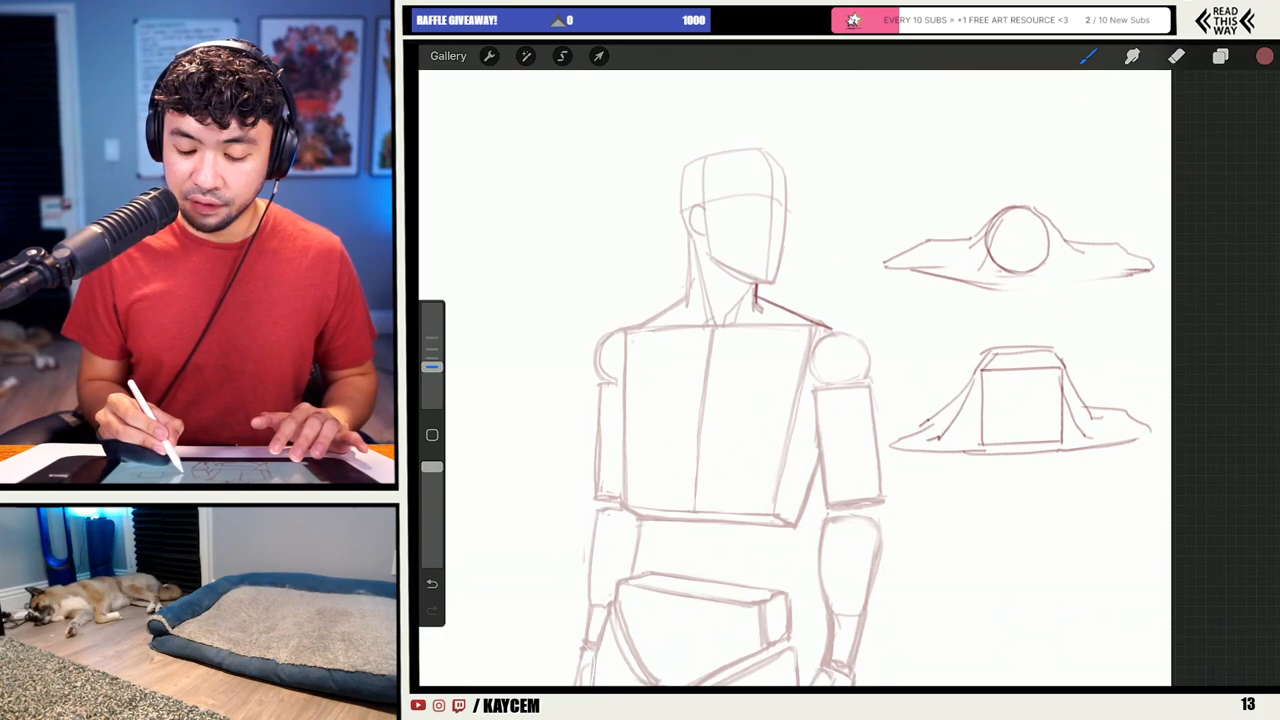 RAFFLE GIVEAWAY! 0 1000
EVERY 10 SUBS = +1 FREE ART RESOURCE <3 2 / 10 New Subs
READ
THIS
WAY
Gallery
/ KAYCEM
13